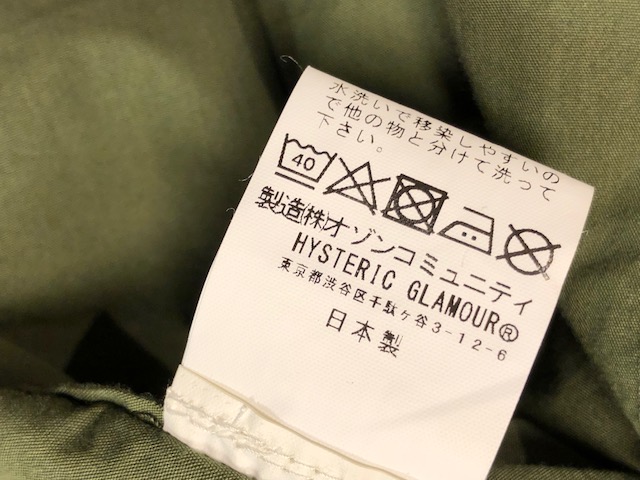 水洗いで移染しやすいの
で他の物と分けて洗って
下さい。
40
製造(株)オゾンコミュニティ
HYSTERIC GLAMOUR®
東京都渋谷区千駄ヶ谷3-12-6
日本製